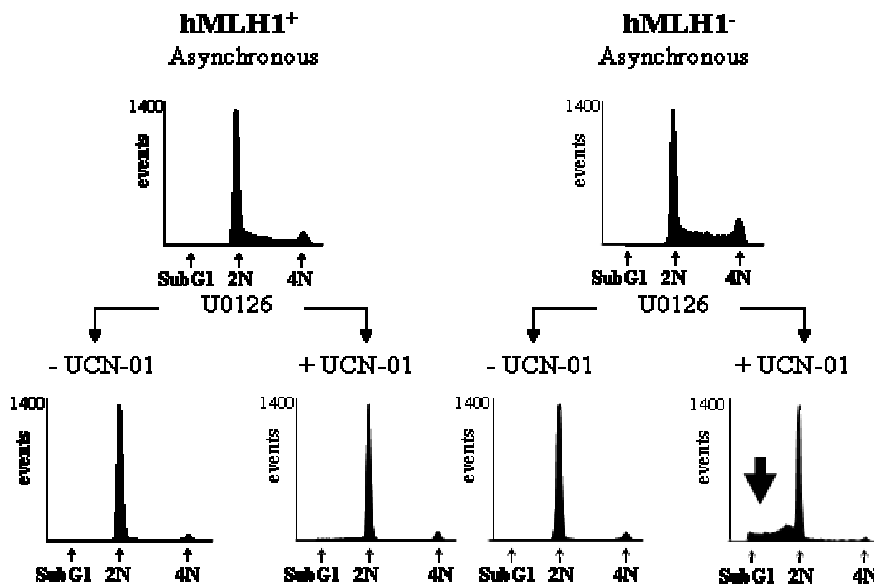 hMLH1⁺
Asynchronous
1400
events
SubG1 2N 4N
U0126
hMLH1⁻
Asynchronous
1400
events
SubG1 2N 4N
U0126
- UCN-01
1400
events
SubG1 2N 4N
+ UCN-01
1400
events
SubG1 2N 4N
- UCN-01
1400
events
SubG1 2N 4N
+ UCN-01
1400
events
SubG1 2N 4N